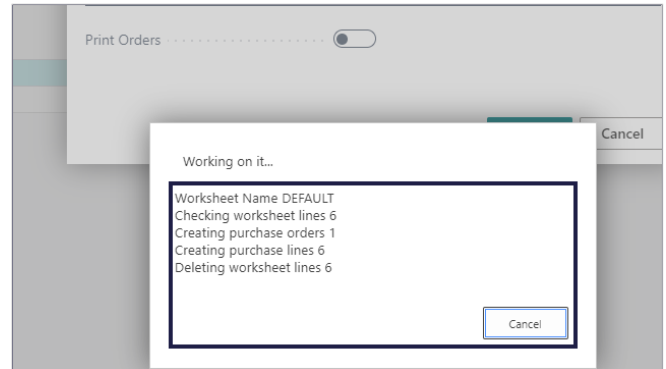 Print Orders
Cancel
Working on it...
Worksheet Name DEFAULT
Checking worksheet lines 6
Creating purchase orders 1
Creating purchase lines 6
Deleting worksheet lines 6
Cancel